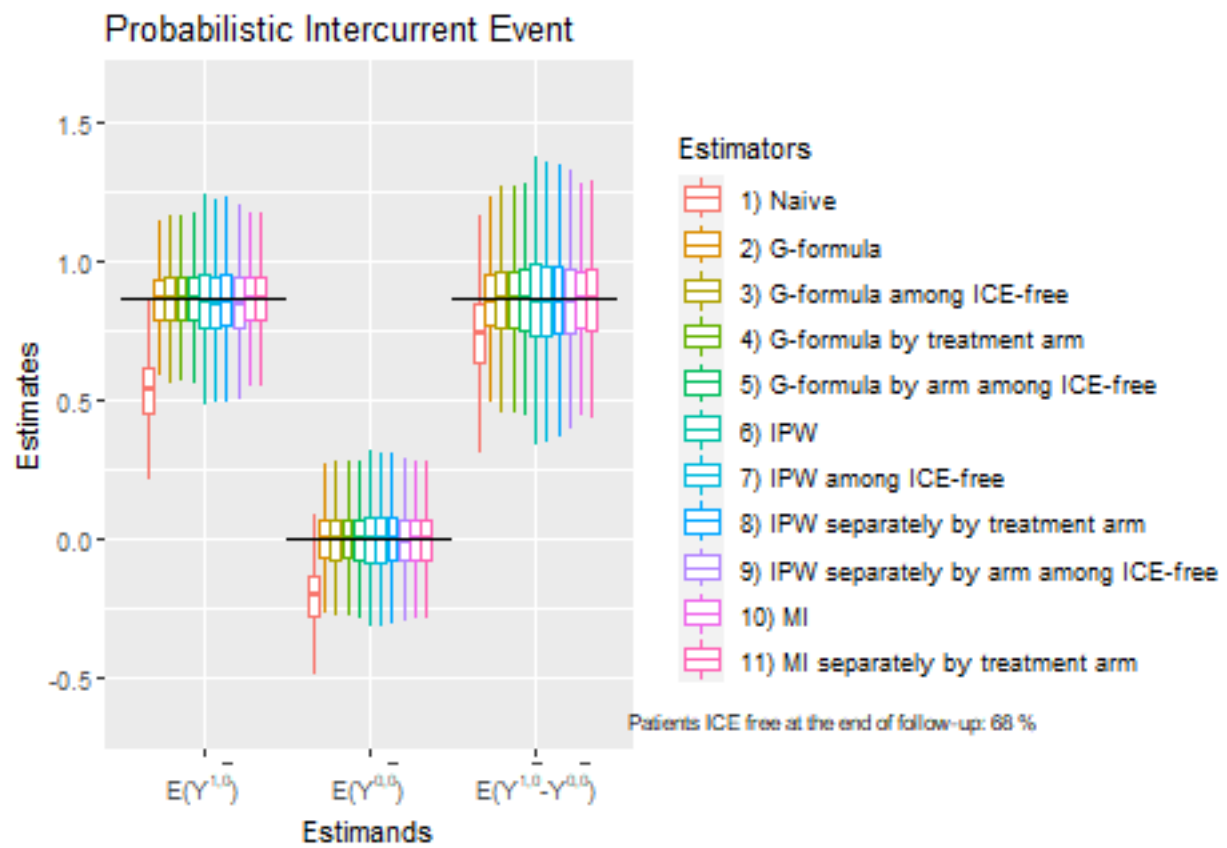 Probabilistic Intercurrent Event
Estimates
1.5
1.0
0.5
0.0
-0.5
E(Y^{1,0̅})
E(Y^{0,0̅})
E(Y^{1,0̅}-Y^{0,0̅})
Estimands
Estimators
1) Naive
2) G-formula
3) G-formula among ICE-free
4) G-formula by treatment arm
5) G-formula by arm among ICE-free
6) IPW
7) IPW among ICE-free
8) IPW separately by treatment arm
9) IPW separately by arm among ICE-free
10) MI
11) MI separately by treatment arm
Patients ICE free at the end of follow-up: 68 %